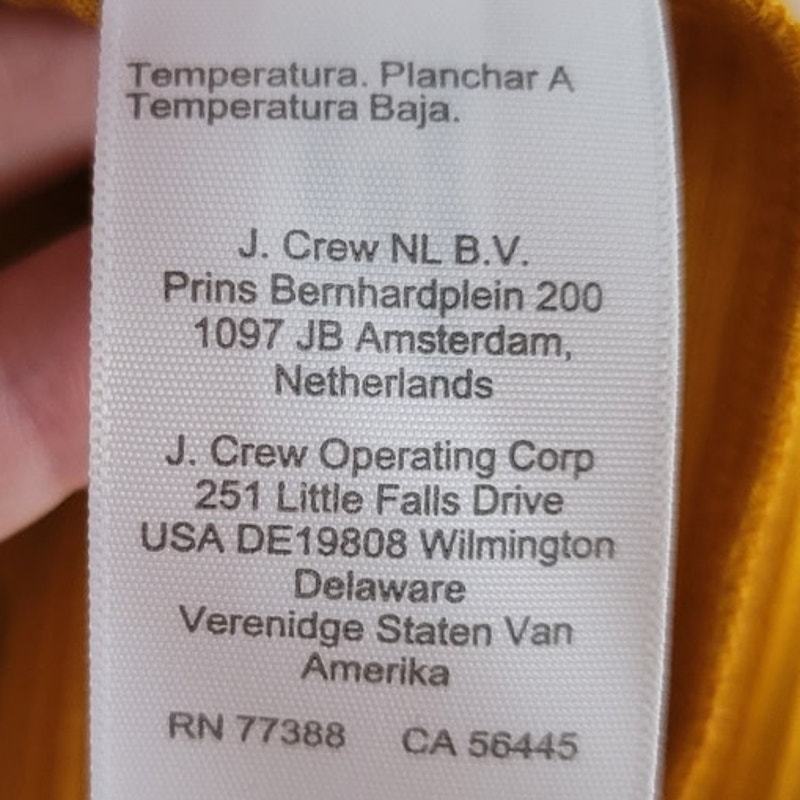 Temperatura. Planchar A
Temperatura Baja.
J. Crew NL B.V.
Prins Bernhardplein 200
1097 JB Amsterdam,
Netherlands
J. Crew Operating Corp
251 Little Falls Drive
USA DE19808 Wilmington
Delaware
Verenidge Staten Van
Amerika
RN 77388 CA 56445